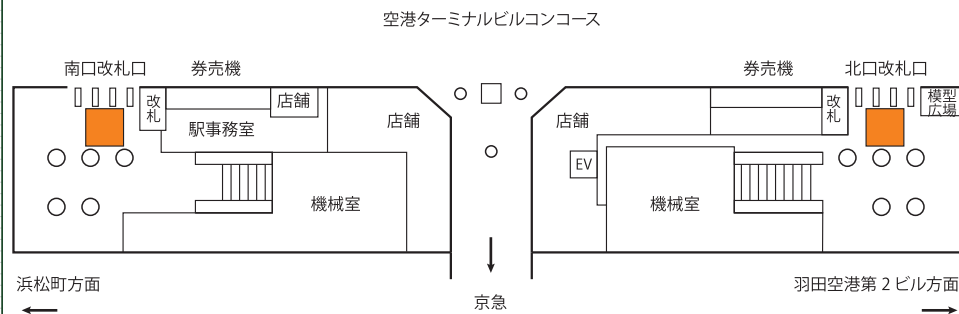 空港ターミナルビルコンコース
南口改札口
券売機
券売機
北口改札口
改札
店舗
駅事務室
店舗
店舗
改札
模型
広場
EV
機械室
機械室
浜松町方面
京急
羽田空港第2ビル方面